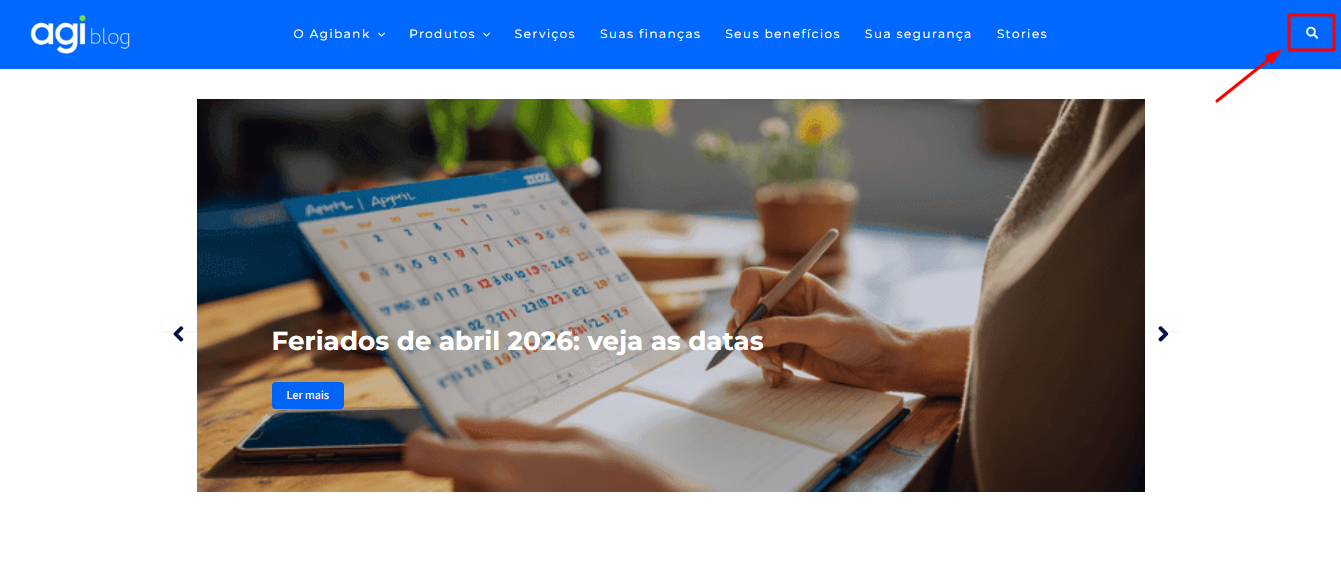 agi blog
O Agibank
Produtos
Serviços
Suas finanças
Seus benefícios
Sua segurança
Stories
Feriados de abril 2026: veja as datas
Ler mais